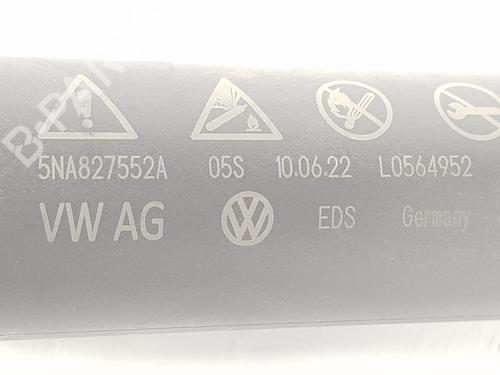 5NA827552A 05S 10.06.22 L0564952
VW AG EDS Germany